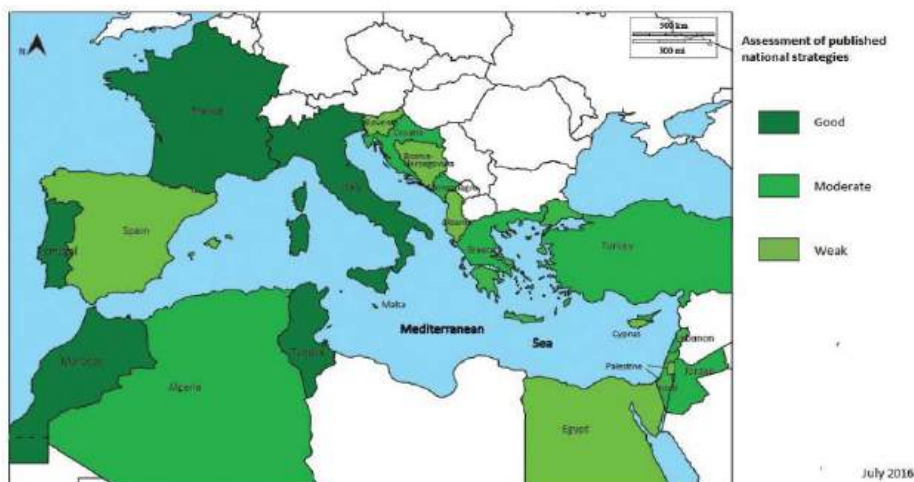 N
500 km
300 mi
Assessment of published
national strategies
Good
Moderate
Weak
France
Slovenia
Croatia
Bosnia-
Herzegovina
Italy
Albania
Portugal
Spain
Greece
Turkey
Malta
Mediterranean
Sea
Cyprus
Lebanon
Tunisia
Morocco
Palestine
Jordan
Israel
Algeria
Egypt
July 2016